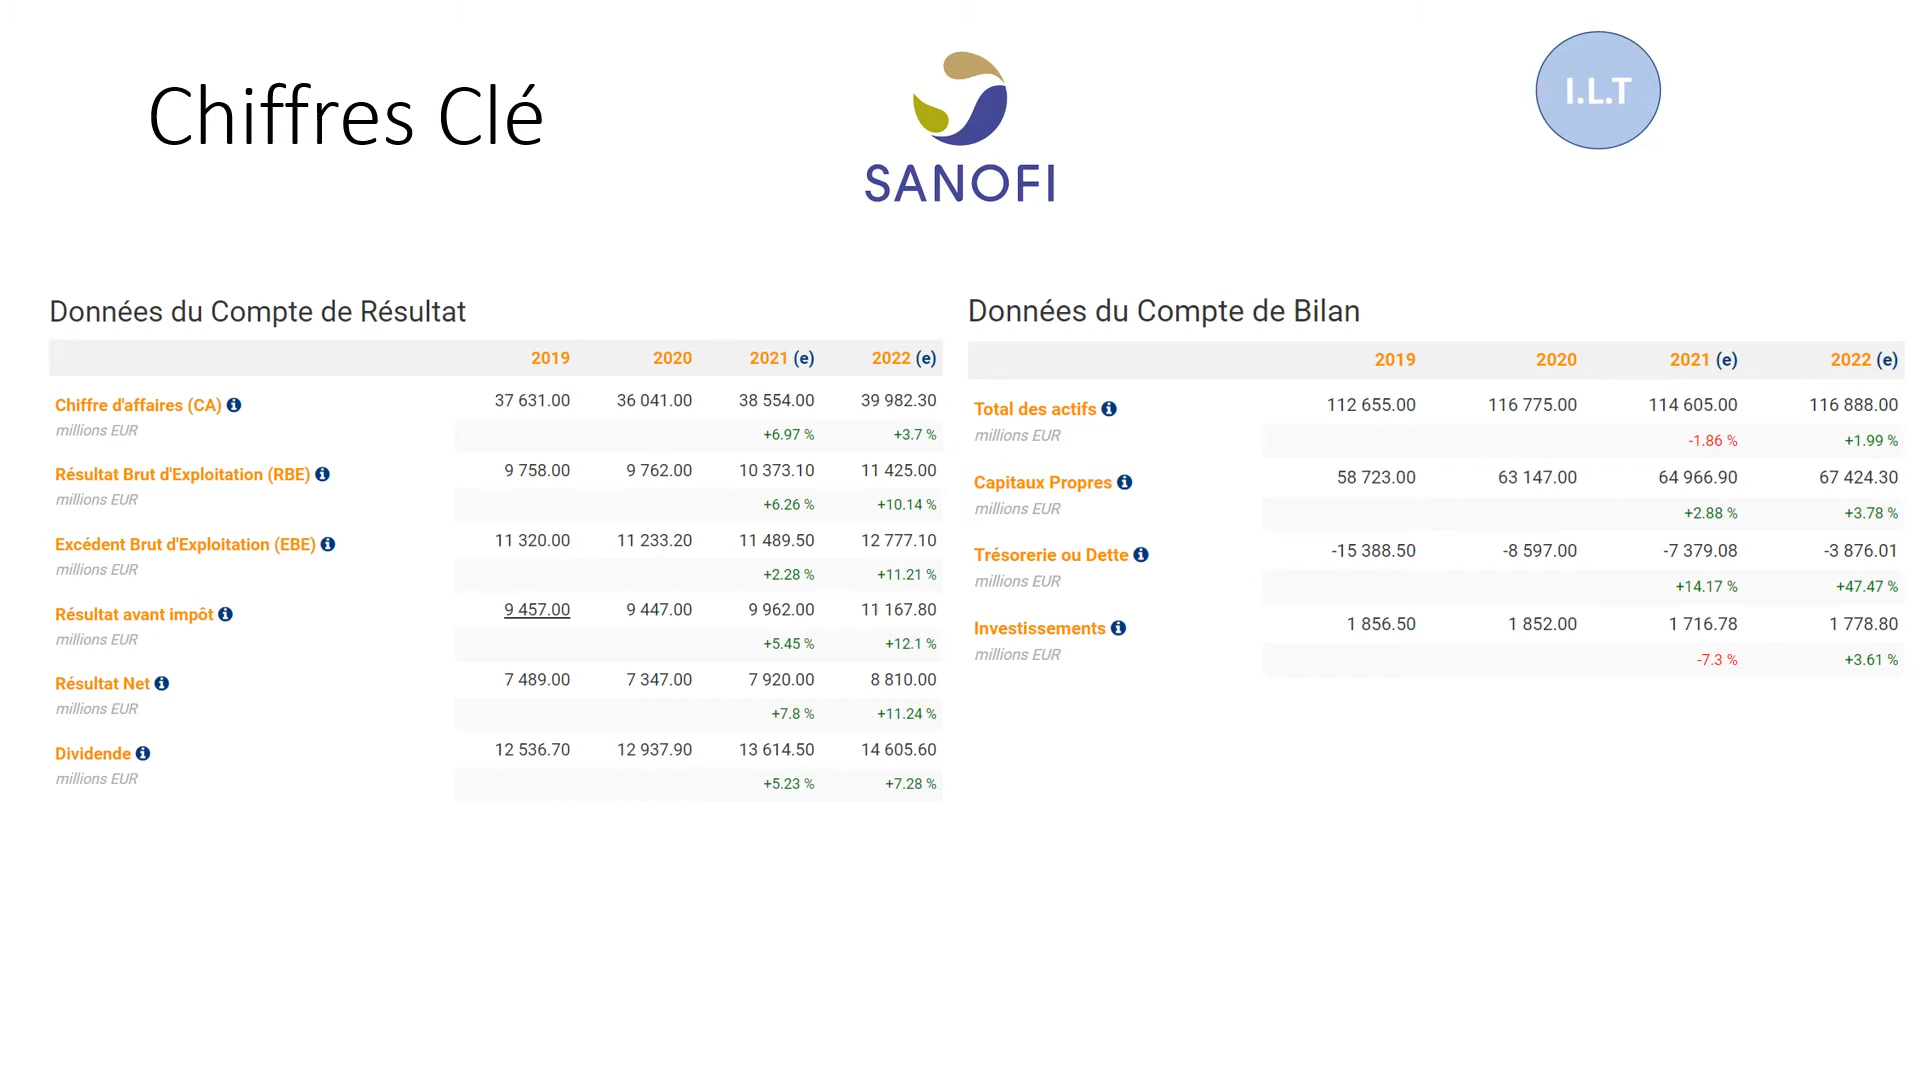 Chiffres Clé
SANOFI
I.L.T
Données du Compte de Résultat
2019 2020 2021 (e) 2022 (e)
Chiffre d'affaires (CA) 37 631.00 36 041.00 38 554.00 39 982.30
millions EUR +6.97 % +3.7 %
Résultat Brut d'Exploitation (RBE) 9 758.00 9 762.00 10 373.10 11 425.00
millions EUR +6.26 % +10.14 %
Excédent Brut d'Exploitation (EBE) 11 320.00 11 233.20 11 489.50 12 777.10
millions EUR +2.28 % +11.21 %
Résultat avant impôt 9 457.00 9 447.00 9 962.00 11 167.80
millions EUR +5.45 % +12.1 %
Résultat Net 7 489.00 7 347.00 7 920.00 8 810.00
millions EUR +7.8 % +11.24 %
Dividende 12 536.70 12 937.90 13 614.50 14 605.60
millions EUR +5.23 % +7.28 %
Données du Compte de Bilan
2019 2020 2021 (e) 2022 (e)
Total des actifs 112 655.00 116 775.00 114 605.00 116 888.00
millions EUR -1.86 % +1.99 %
Capitaux Propres 58 723.00 63 147.00 64 966.90 67 424.30
millions EUR +2.88 % +3.78 %
Trésorerie ou Dette -15 388.50 -8 597.00 -7 379.08 -3 876.01
millions EUR +14.17 % +47.47 %
Investissements 1 856.50 1 852.00 1 716.78 1 778.80
millions EUR -7.3 % +3.61 %